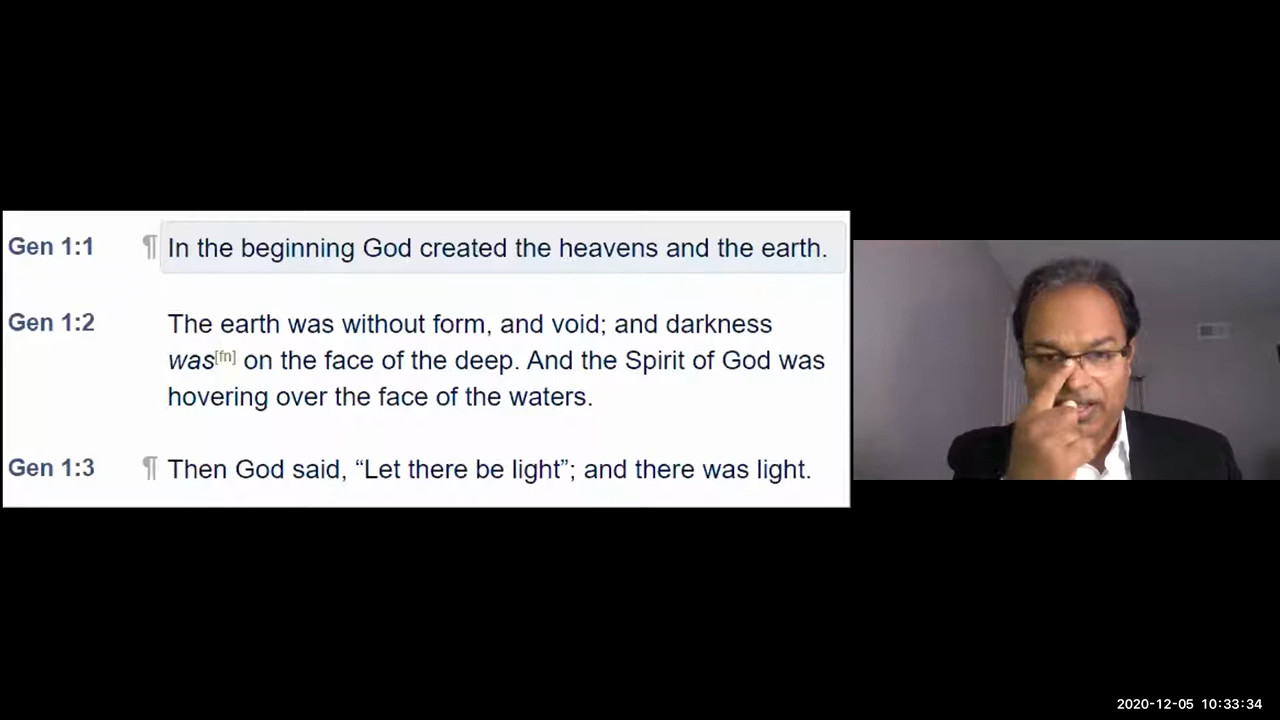 Gen 1:1 ¶ In the beginning God created the heavens and the earth.
Gen 1:2 The earth was without form, and void; and darkness
was[fn] on the face of the deep. And the Spirit of God was
hovering over the face of the waters.
Gen 1:3 ¶ Then God said, “Let there be light”; and there was light.
2020-12-05 10:33:34